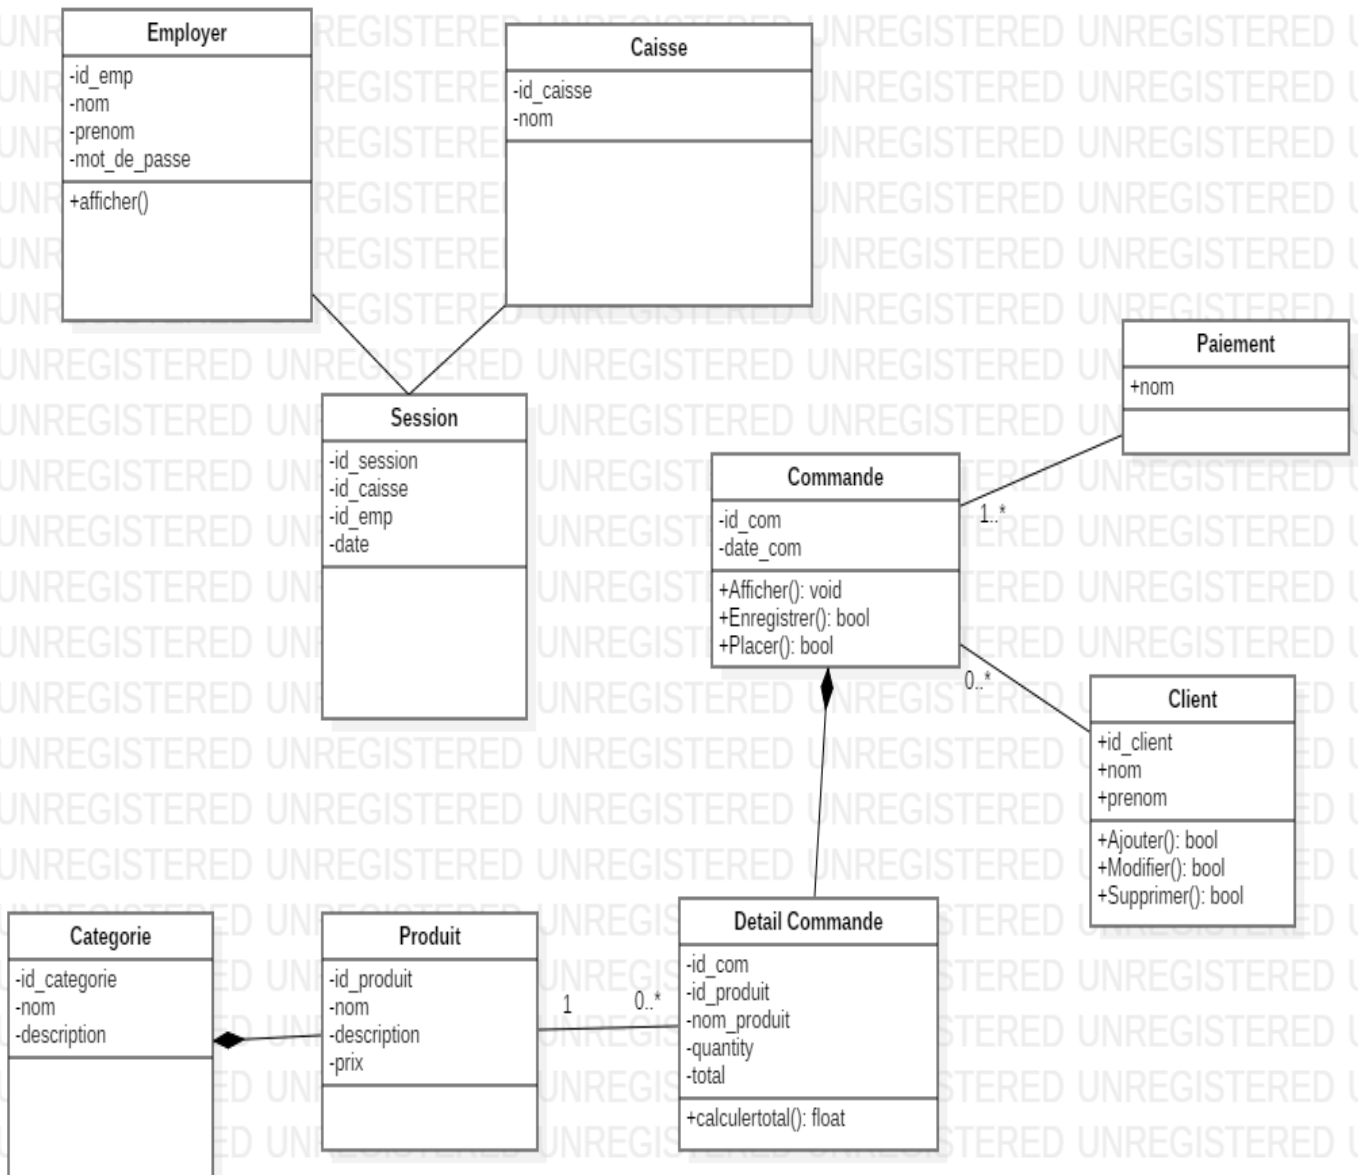 Employer
-id_emp
-nom
-prenom
-mot_de_passe
+afficher()
Caisse
-id_caisse
-nom
Session
-id_session
-id_caisse
-id_emp
-date
Paiement
+nom
Commande
-id_com
-date_com
+Afficher(): void
+Enregistrer(): bool
+Placer(): bool
1..*
0..*
Client
+id_client
+nom
+prenom
+Ajouter(): bool
+Modifier(): bool
+Supprimer(): bool
Categorie
-id_categorie
-nom
-description
Produit
-id_produit
-nom
-description
-prix
1
0..*
Detail Commande
-id_com
-id_produit
-nom_produit
-quantity
-total
+calculertotal(): float
UNREGISTERED